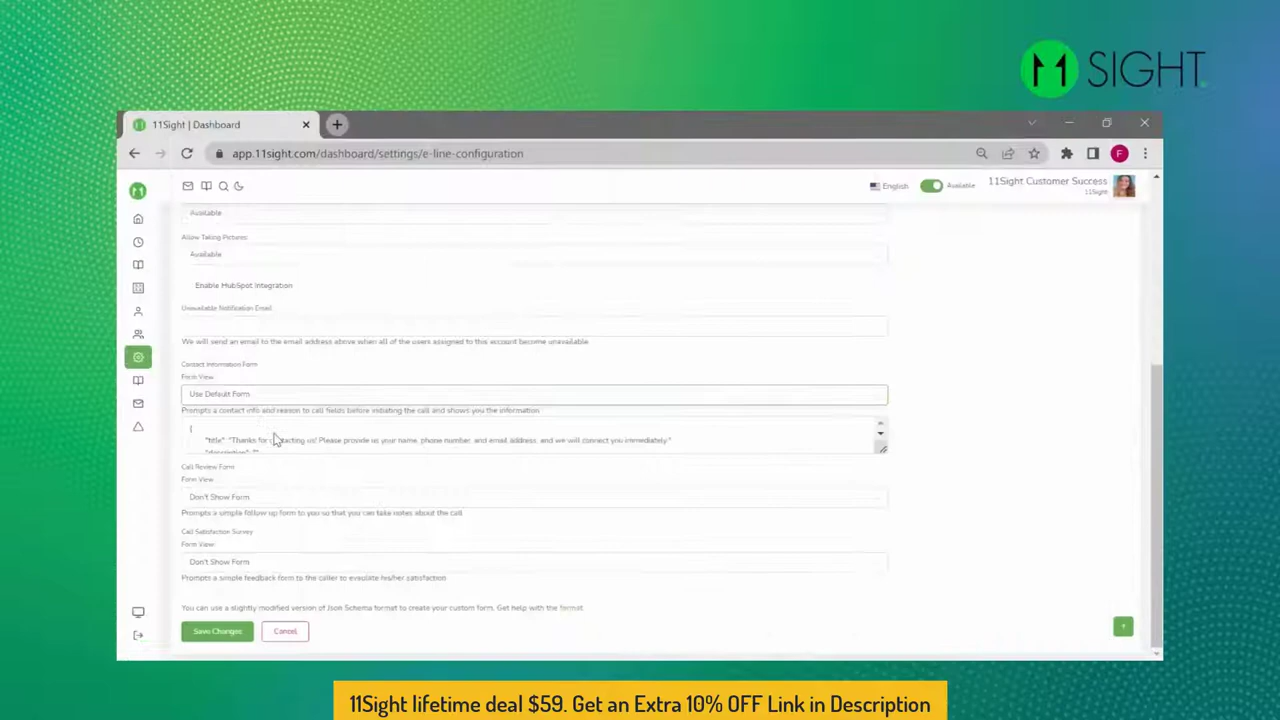 SIGHT
11Sight | Dashboard
app.11sight.com/dashboard/settings/e-line-configuration
English
Available
11Sight Customer Success
11Sight
Available
Allow Taking Pictures
Available
Enable HubSpot Integration
Unavailable Notification Email
We will send an email to the email address above when all of the users assigned to this account become unavailable.
Contact Information Form
Form View
Use Default Form
Prompts a contact info and reason to call fields before initiating the call and shows you the information
{
"title": "Thanks for contacting us! Please provide us your name, phone number, and email address, and we will connect you immediately."
"description": ""
Call Review Form
Form View
Don't Show Form
Prompts a simple follow up form to you so that you can take notes about the call
Call Satisfaction Survey
Form View
Don't Show Form
Prompts a simple feedback form to the caller to evaulate his/her satisfaction
You can use a slightly modified version of Json Schema format to create your custom form. Get help with the format.
Save Changes
Cancel
11Sight lifetime deal $59. Get an Extra 10% OFF Link in Description